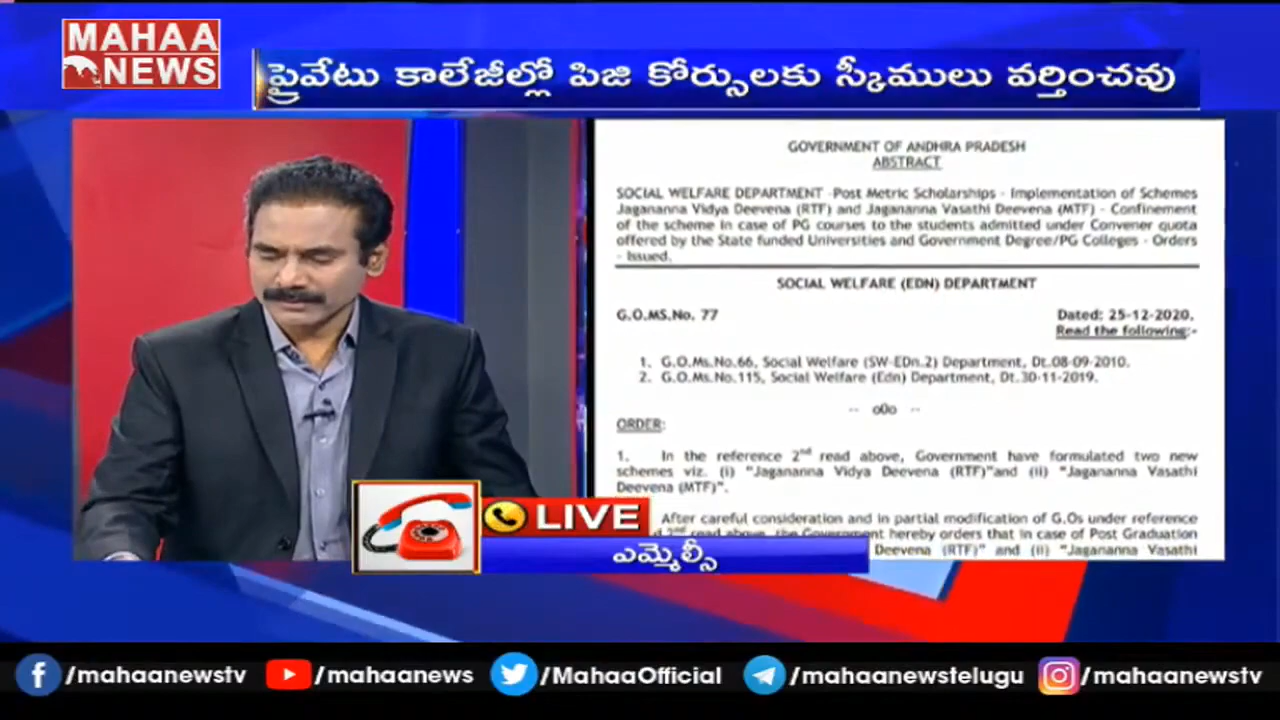 MAHAA
NEWS
ప్రైవేటు కాలేజీల్లో పిజి కోర్సులకు స్కీములు వర్తించవు
GOVERNMENT OF ANDHRA PRADESH
ABSTRACT
SOCIAL WELFARE DEPARTMENT -Post Metric Scholarships - Implementation of Schemes
Jagananna Vidya Deevena (RTF) and Jagananna Vasathi Deevena (MTF) - Confinement
of the scheme in case of PG courses to the students admitted under Convener quota
offered by the State funded Universities and Government Degree/PG Colleges - Orders
- Issued.
SOCIAL WELFARE (EDN) DEPARTMENT
G.O.MS.No. 77 Dated: 25-12-2020.
Read the following:-
1. G.O.Ms.No.66, Social Welfare (SW-EDn.2) Department, Dt.08-09-2010.
2. G.O.Ms.No.115, Social Welfare (Edn) Department, Dt.30-11-2019.
-- o0o --
ORDER:
1. In the reference 2nd read above, Government have formulated two new
schemes viz. (i) "Jagananna Vidya Deevena (RTF)"and (ii) "Jagananna Vasathi
Deevena (MTF)".
After careful consideration and in partial modification of G.Os under reference
2nd read above, the Government hereby orders that in case of Post Graduation
Deevena (RTF)" and (ii) "Jagananna Vasathi
LIVE
ఎమ్మెల్సీ
/mahaanewstv /mahaanews /MahaaOfficial /mahaanewstelugu /mahaanewstv